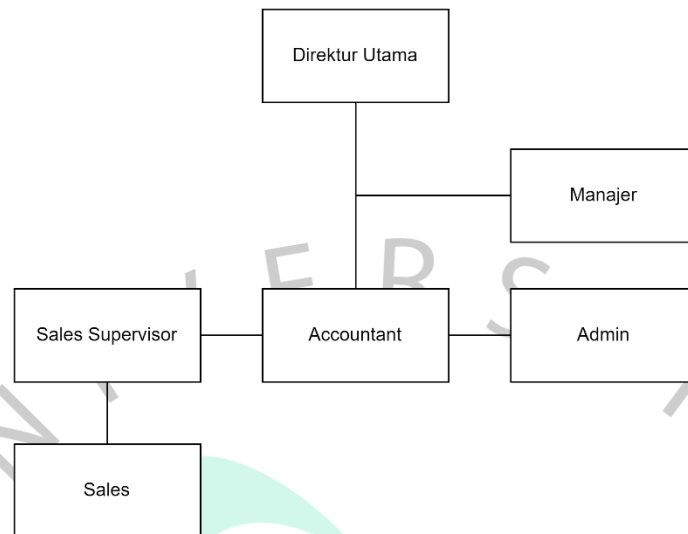 Direktur Utama
Manajer
Sales Supervisor
Accountant
Admin
Sales